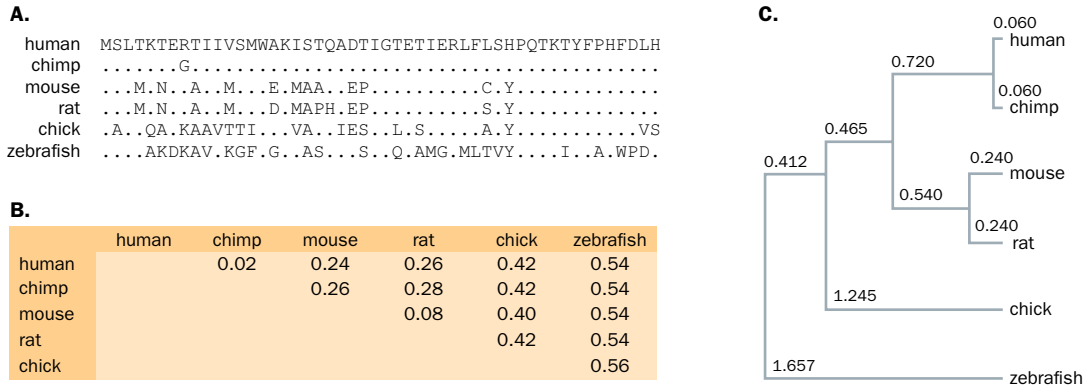 A.
human MSLTKTERTIIVSMWAKISTQADTIGTETIERLFLSHPQTKTYFPHFDLH
chimp .......G..........................................
mouse ...M.N..A..M...E.MAA..EP..........C.Y.............
rat ...M.N..A..M...D.MAPH.EP..........S.Y.............
chick .A..QA.KAAVTTI...VA..IES..L.S.....A.Y...........VS
zebrafish ....AKDKAV.KGF.G..AS...S..Q.AMG.MLTVY....I..A.WPD.
B.
human chimp mouse rat chick zebrafish
human 0.02 0.24 0.26 0.42 0.54
chimp 0.26 0.28 0.42 0.54
mouse 0.08 0.40 0.54
rat 0.42 0.54
chick 0.56
C.
0.060
human
0.720
0.060
chimp
0.465
0.240
mouse
0.412
0.540
0.240
rat
1.245
chick
1.657
zebrafish